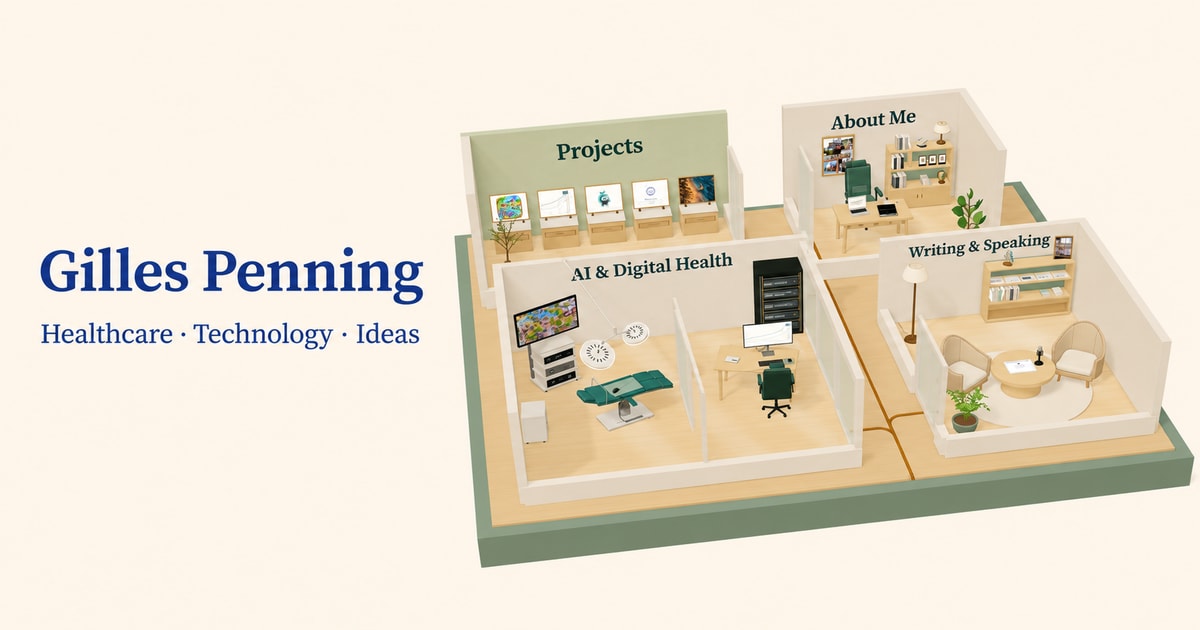 Gilles Penning
Healthcare · Technology · Ideas
Projects
About Me
AI & Digital Health
Writing & Speaking